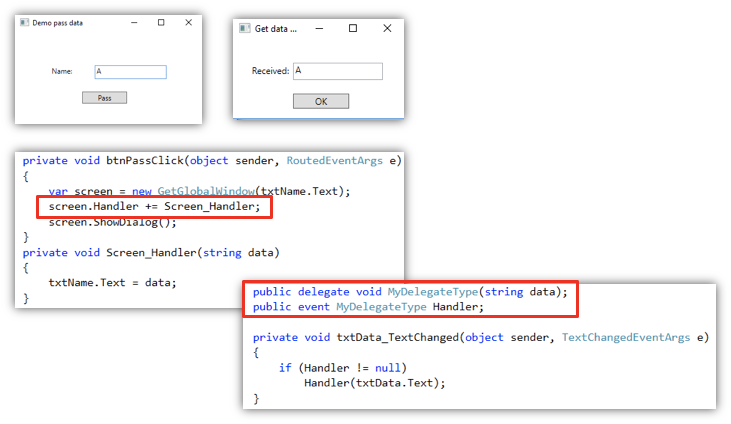 Demo pass data
Name: A
Pass
Get data ...
Received: A
OK
private void btnPassClick(object sender, RoutedEventArgs e)
{
    var screen = new GetGlobalWindow(txtName.Text);
    screen.Handler += Screen_Handler;
    screen.ShowDialog();
}
private void Screen_Handler(string data)
{
    txtName.Text = data;
}
public delegate void MyDelegateType(string data);
public event MyDelegateType Handler;
private void txtData_TextChanged(object sender, TextChangedEventArgs e)
{
    if (Handler != null)
        Handler(txtData.Text);
}